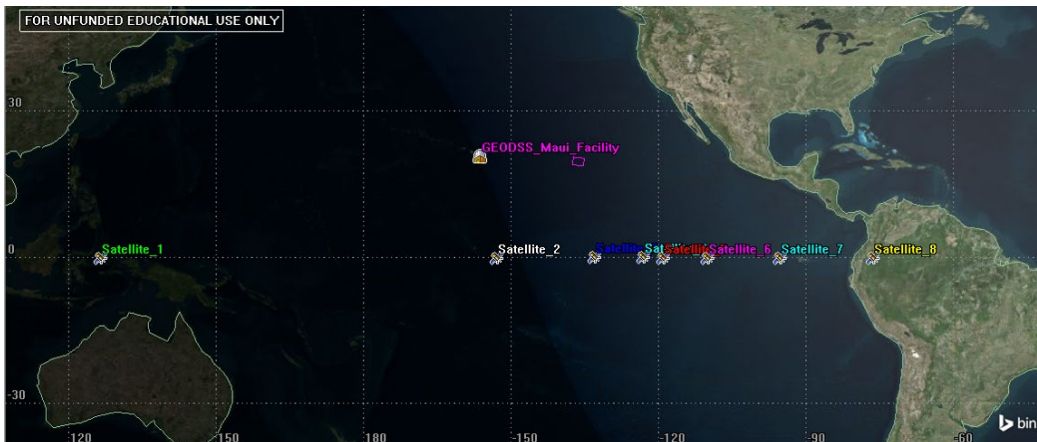 FOR UNFUNDED EDUCATIONAL USE ONLY
30
GEODSS_Maui_Facility
0
Satellite_1
Satellite_2
Satellite_6
Satellite_7
Satellite_8
-30
-120
-150
-180
-150
-120
-90
-60
bin